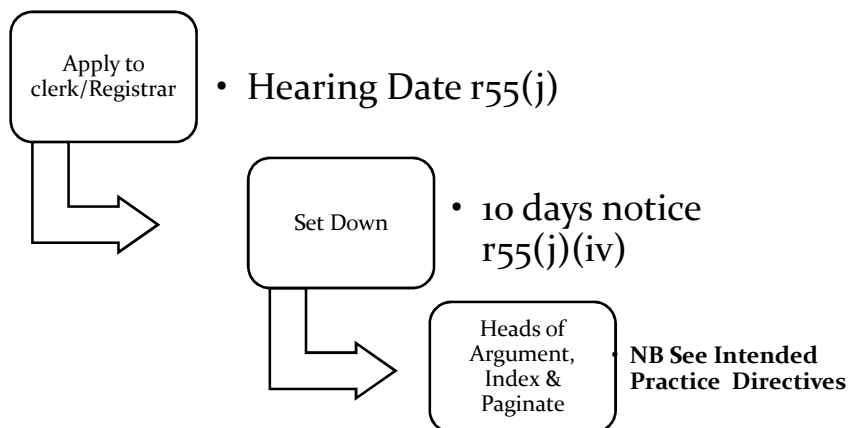 Apply to
clerk/Registrar
• Hearing Date r55(j)
Set Down
• 10 days notice
r55(j)(iv)
Heads of
Argument,
Index &
Paginate
• NB See Intended
Practice Directives